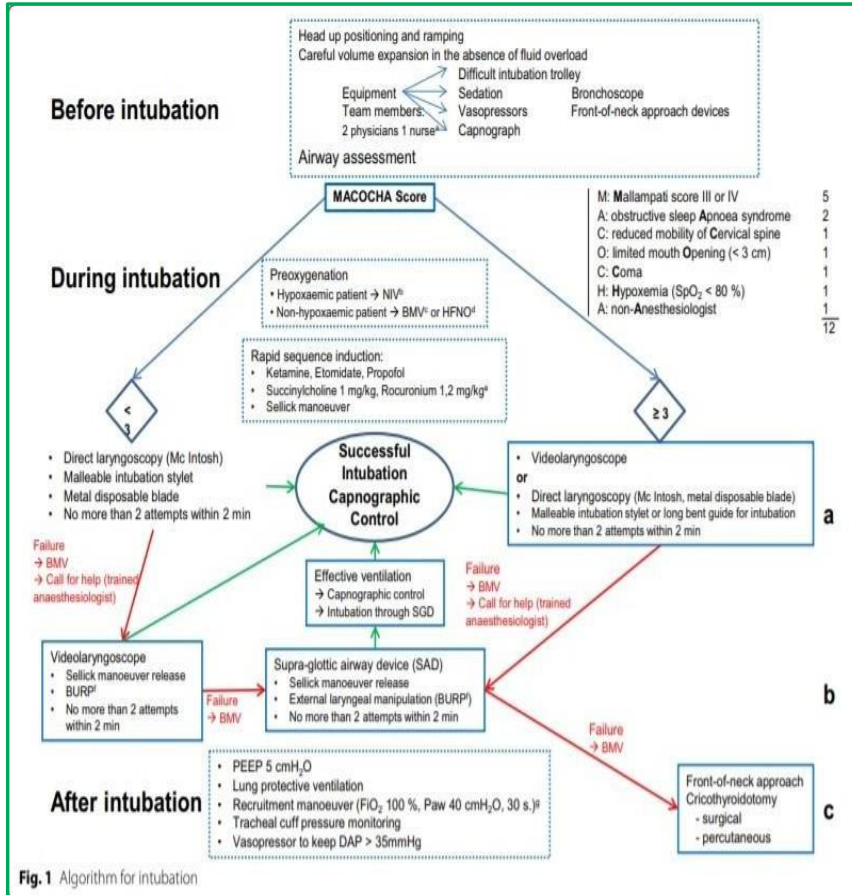 Before intubation
Head up positioning and ramping
Careful volume expansion in the absence of fluid overload
Difficult intubation trolley
Equipment
Sedation
Bronchoscope
Team members:
Vasopressors
Front-of-neck approach devices
2 physicians 1 nurseᵃ
Capnograph
Airway assessment
MACOCHA Score
M: Mallampati score III or IV 5
A: obstructive sleep Apnoea syndrome 2
C: reduced mobility of Cervical spine 1
O: limited mouth Opening (< 3 cm) 1
C: Coma 1
H: Hypoxemia (SpO₂ < 80 %) 1
A: non-Anesthesiologist 1
12
During intubation
Preoxygenation
• Hypoxaemic patient → NIVᵇ
• Non-hypoxaemic patient → BMVᶜ or HFNOᵈ
Rapid sequence induction:
• Ketamine, Etomidate, Propofol
• Succinylcholine 1 mg/kg, Rocuronium 1,2 mg/kgᵉ
• Sellick manoeuver
<
3
≥ 3
• Direct laryngoscopy (Mc Intosh)
• Malleable intubation stylet
• Metal disposable blade
• No more than 2 attempts within 2 min
Successful
Intubation
Capnographic
Control
• Videolaryngoscope
or
• Direct laryngoscopy (Mc Intosh, metal disposable blade)
• Malleable intubation stylet or long bent guide for intubation
• No more than 2 attempts within 2 min
a
Failure
→ BMV
→ Call for help (trained
anaesthesiologist)
Effective ventilation
→ Capnographic control
→ Intubation through SGD
Failure
→ BMV
→ Call for help (trained
anaesthesiologist)
Videolaryngoscope
• Sellick manoeuver release
• BURPᶠ
• No more than 2 attempts
within 2 min
Failure
→ BMV
Supra-glottic airway device (SAD)
• Sellick manoeuver release
• External laryngeal manipulation (BURPᶠ)
• No more than 2 attempts within 2 min
b
Failure
→ BMV
After intubation
• PEEP 5 cmH₂O
• Lung protective ventilation
• Recruitment manoeuver (FiO₂ 100 %, Paw 40 cmH₂O, 30 s.)ᵍ
• Tracheal cuff pressure monitoring
• Vasopressor to keep DAP > 35mmHg
Front-of-neck approach
Cricothyroidotomy
- surgical
- percutaneous
c
Fig. 1 Algorithm for intubation